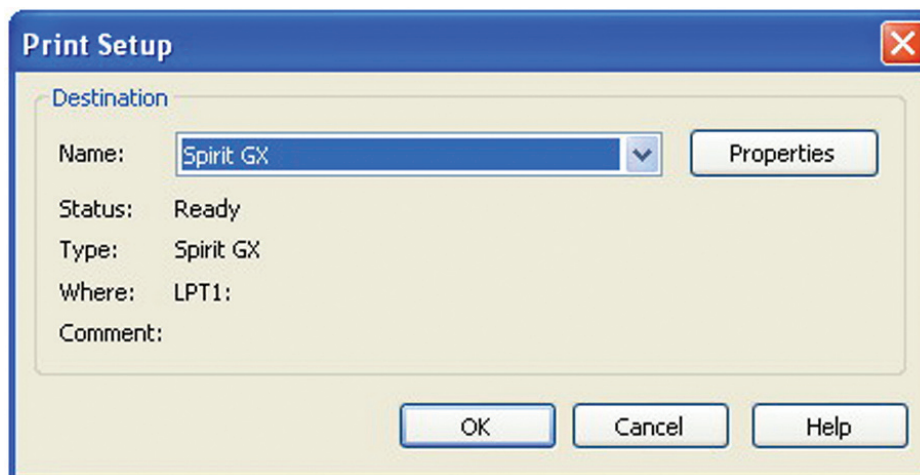 Print Setup
Destination
Name: Spirit GX Properties
Status: Ready
Type: Spirit GX
Where: LPT1:
Comment:
OK Cancel Help